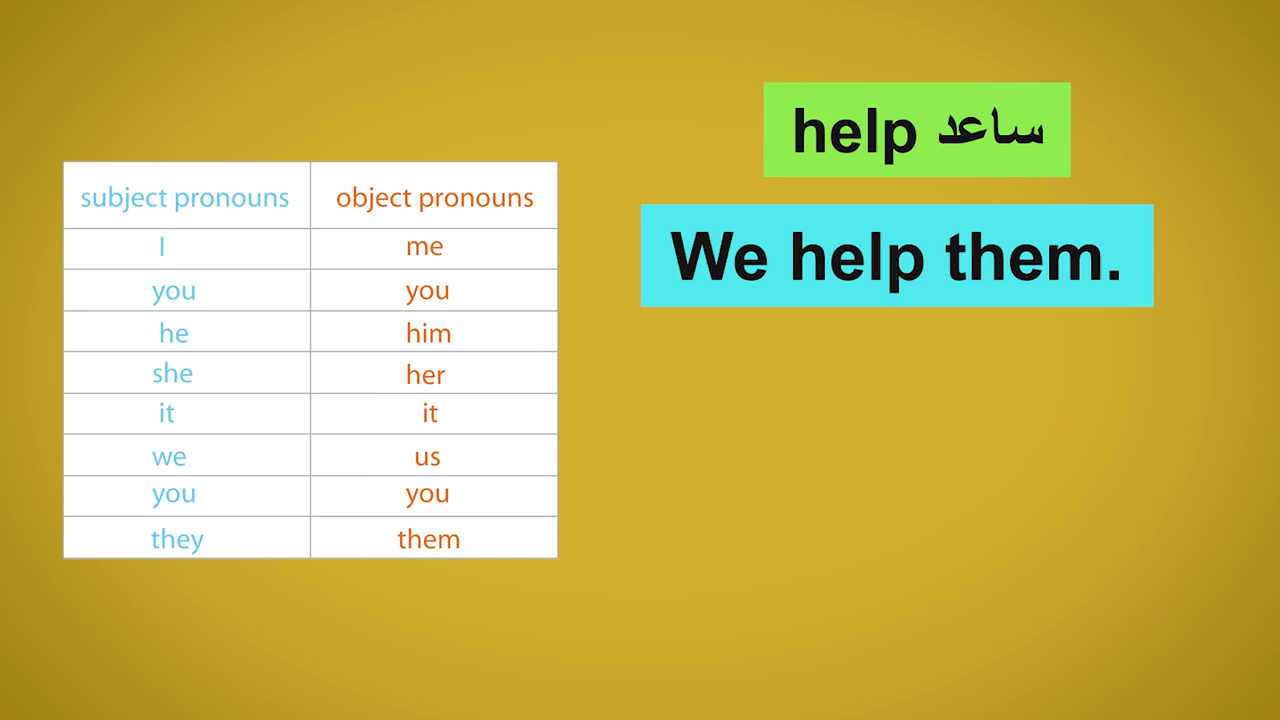 subject pronouns object pronouns
I me
you you
he him
she her
it it
we us
you you
they them
help ساعد
We help them.